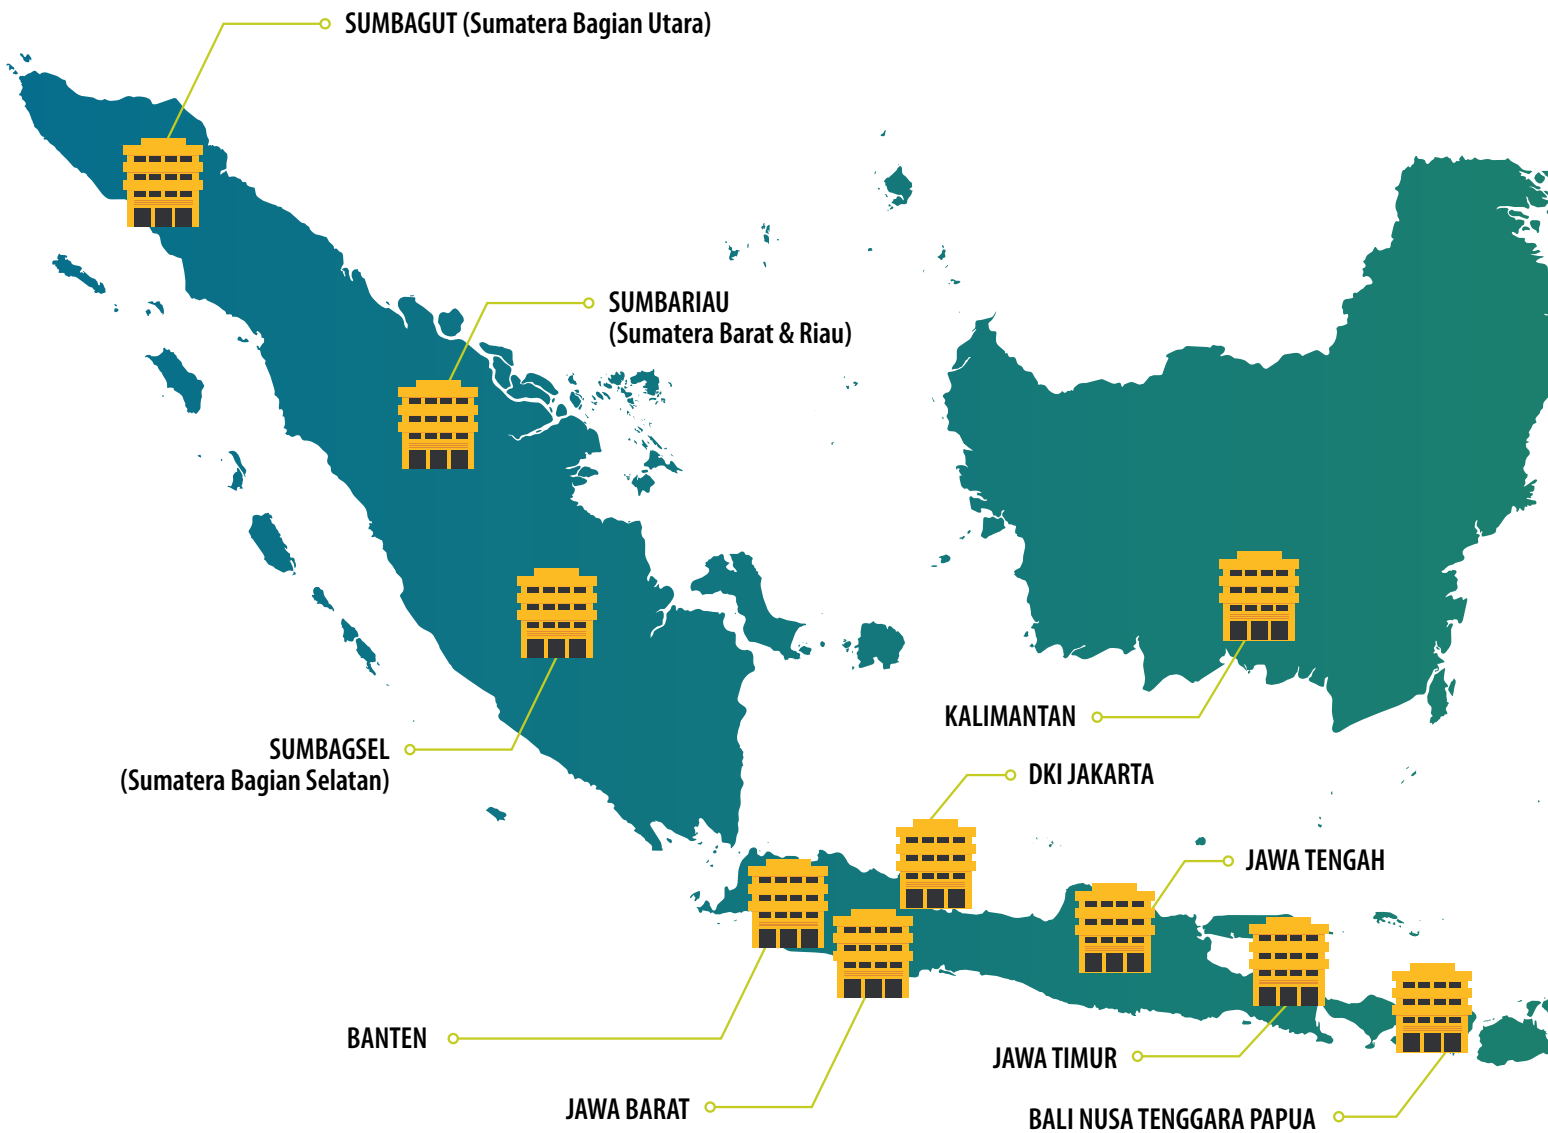 SUMBAGUT (Sumatera Bagian Utara)
SUMBARIAU
(Sumatera Barat & Riau)
SUMBAGSEL
(Sumatera Bagian Selatan)
KALIMANTAN
DKI JAKARTA
JAWA TENGAH
BANTEN
JAWA TIMUR
JAWA BARAT
BALI NUSA TENGGARA PAPUA